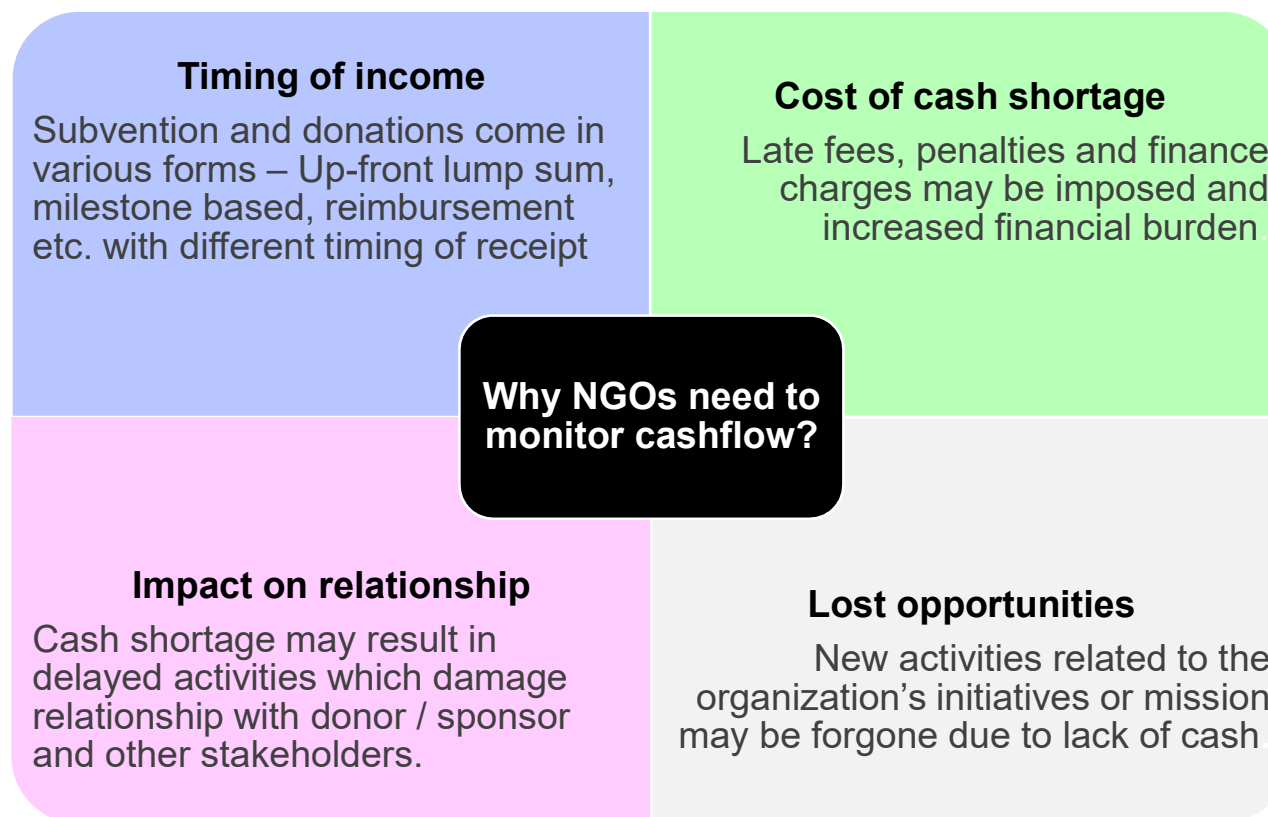 Timing of income
Subvention and donations come in
various forms – Up-front lump sum,
milestone based, reimbursement
etc. with different timing of receipt
Cost of cash shortage
Late fees, penalties and finance
charges may be imposed and
increased financial burden.
Why NGOs need to
monitor cashflow?
Impact on relationship
Cash shortage may result in
delayed activities which damage
relationship with donor / sponsor
and other stakeholders.
Lost opportunities
New activities related to the
organization’s initiatives or mission
may be forgone due to lack of cash.